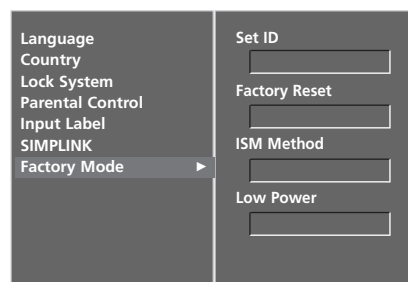 Language
Country
Lock System
Parental Control
Input Label
SIMPLINK
Factory Mode ►
Set ID
Factory Reset
ISM Method
Low Power